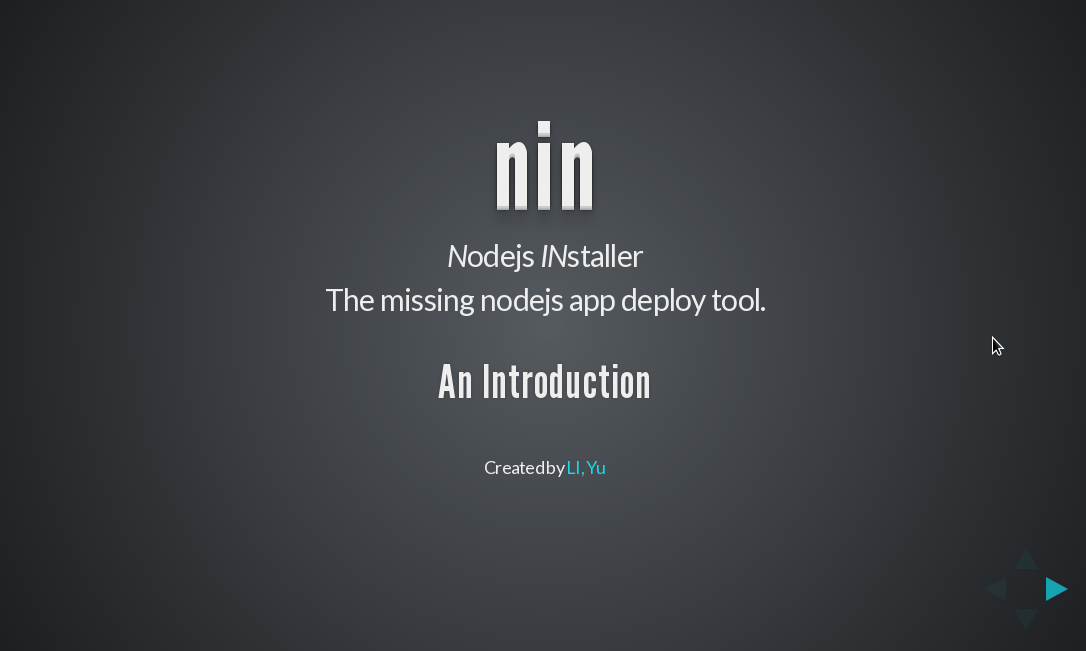 nin
Nodejs INstaller
The missing nodejs app deploy tool.
An Introduction
Created by LI, Yu